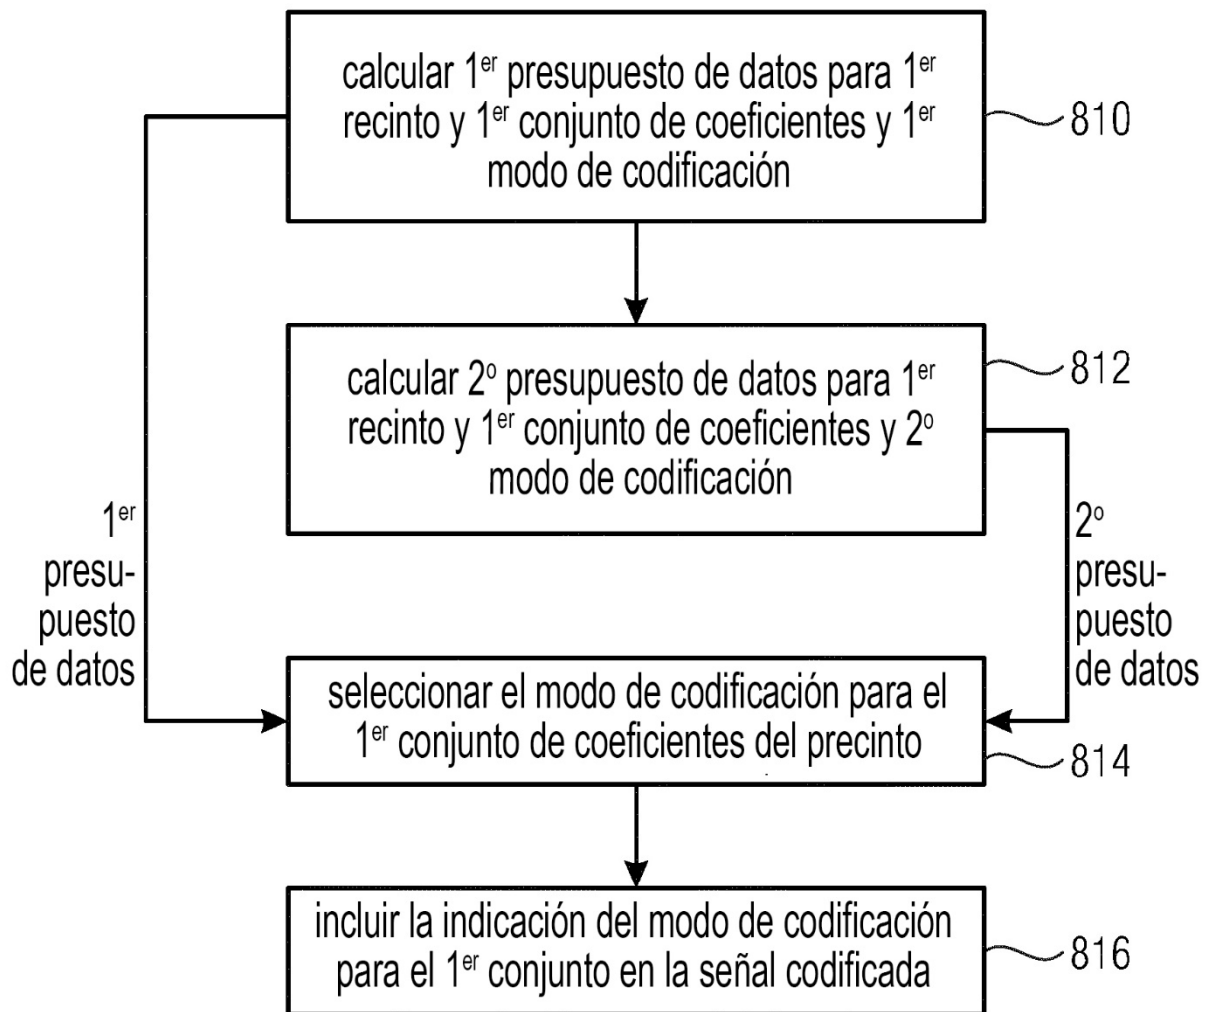 calcular 1er presupuesto de datos para 1er
recinto y 1er conjunto de coeficientes y 1er
modo de codificación
810
calcular 2o presupuesto de datos para 1er
recinto y 1er conjunto de coeficientes y 2o
modo de codificación
812
1er
presu-
puesto
de datos
2o
presu-
puesto
de datos
seleccionar el modo de codificación para el
1er conjunto de coeficientes del precinto
814
incluir la indicación del modo de codificación
para el 1er conjunto en la señal codificada
816